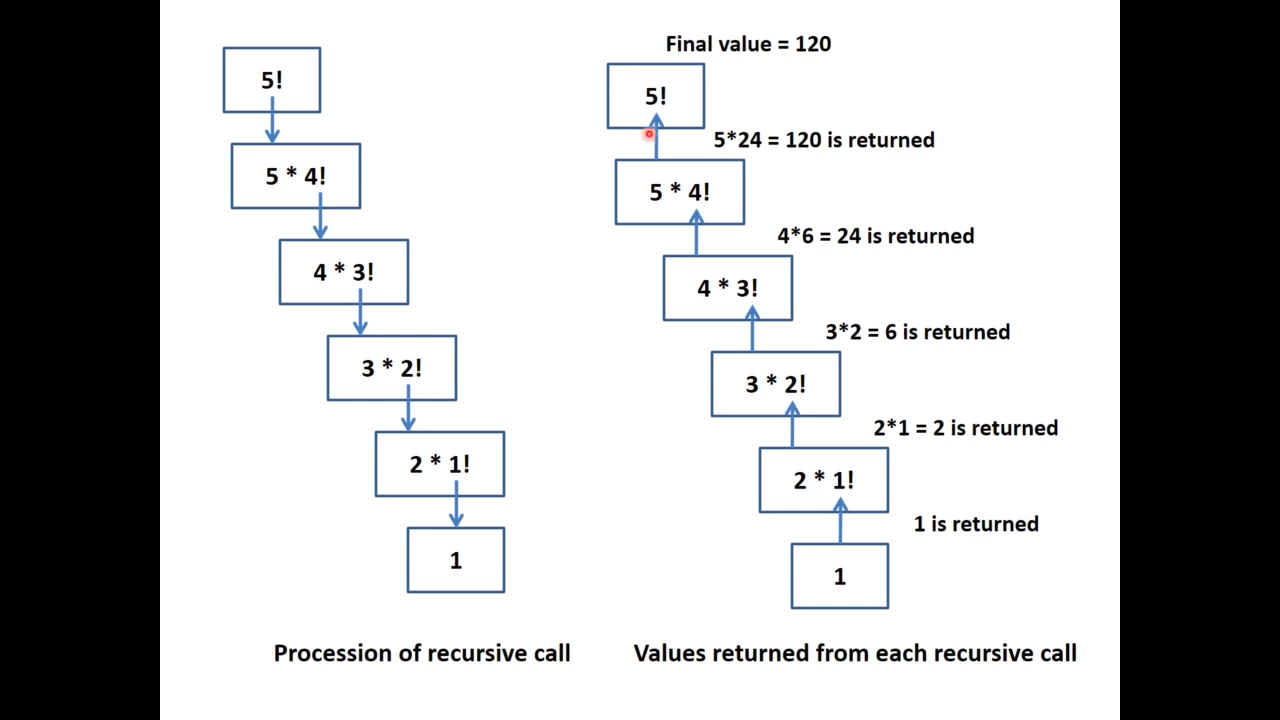 5!
5 * 4!
4 * 3!
3 * 2!
2 * 1!
1
Procession of recursive call
Final value = 120
5!
5*24 = 120 is returned
5 * 4!
4*6 = 24 is returned
4 * 3!
3*2 = 6 is returned
3 * 2!
2*1 = 2 is returned
2 * 1!
1 is returned
1
Values returned from each recursive call